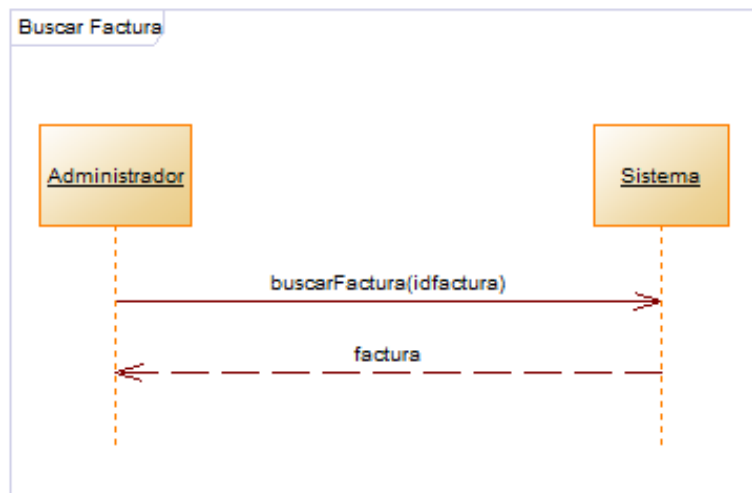 Buscar Factura
Administrador
Sistema
buscarFactura(idfactura)
factura